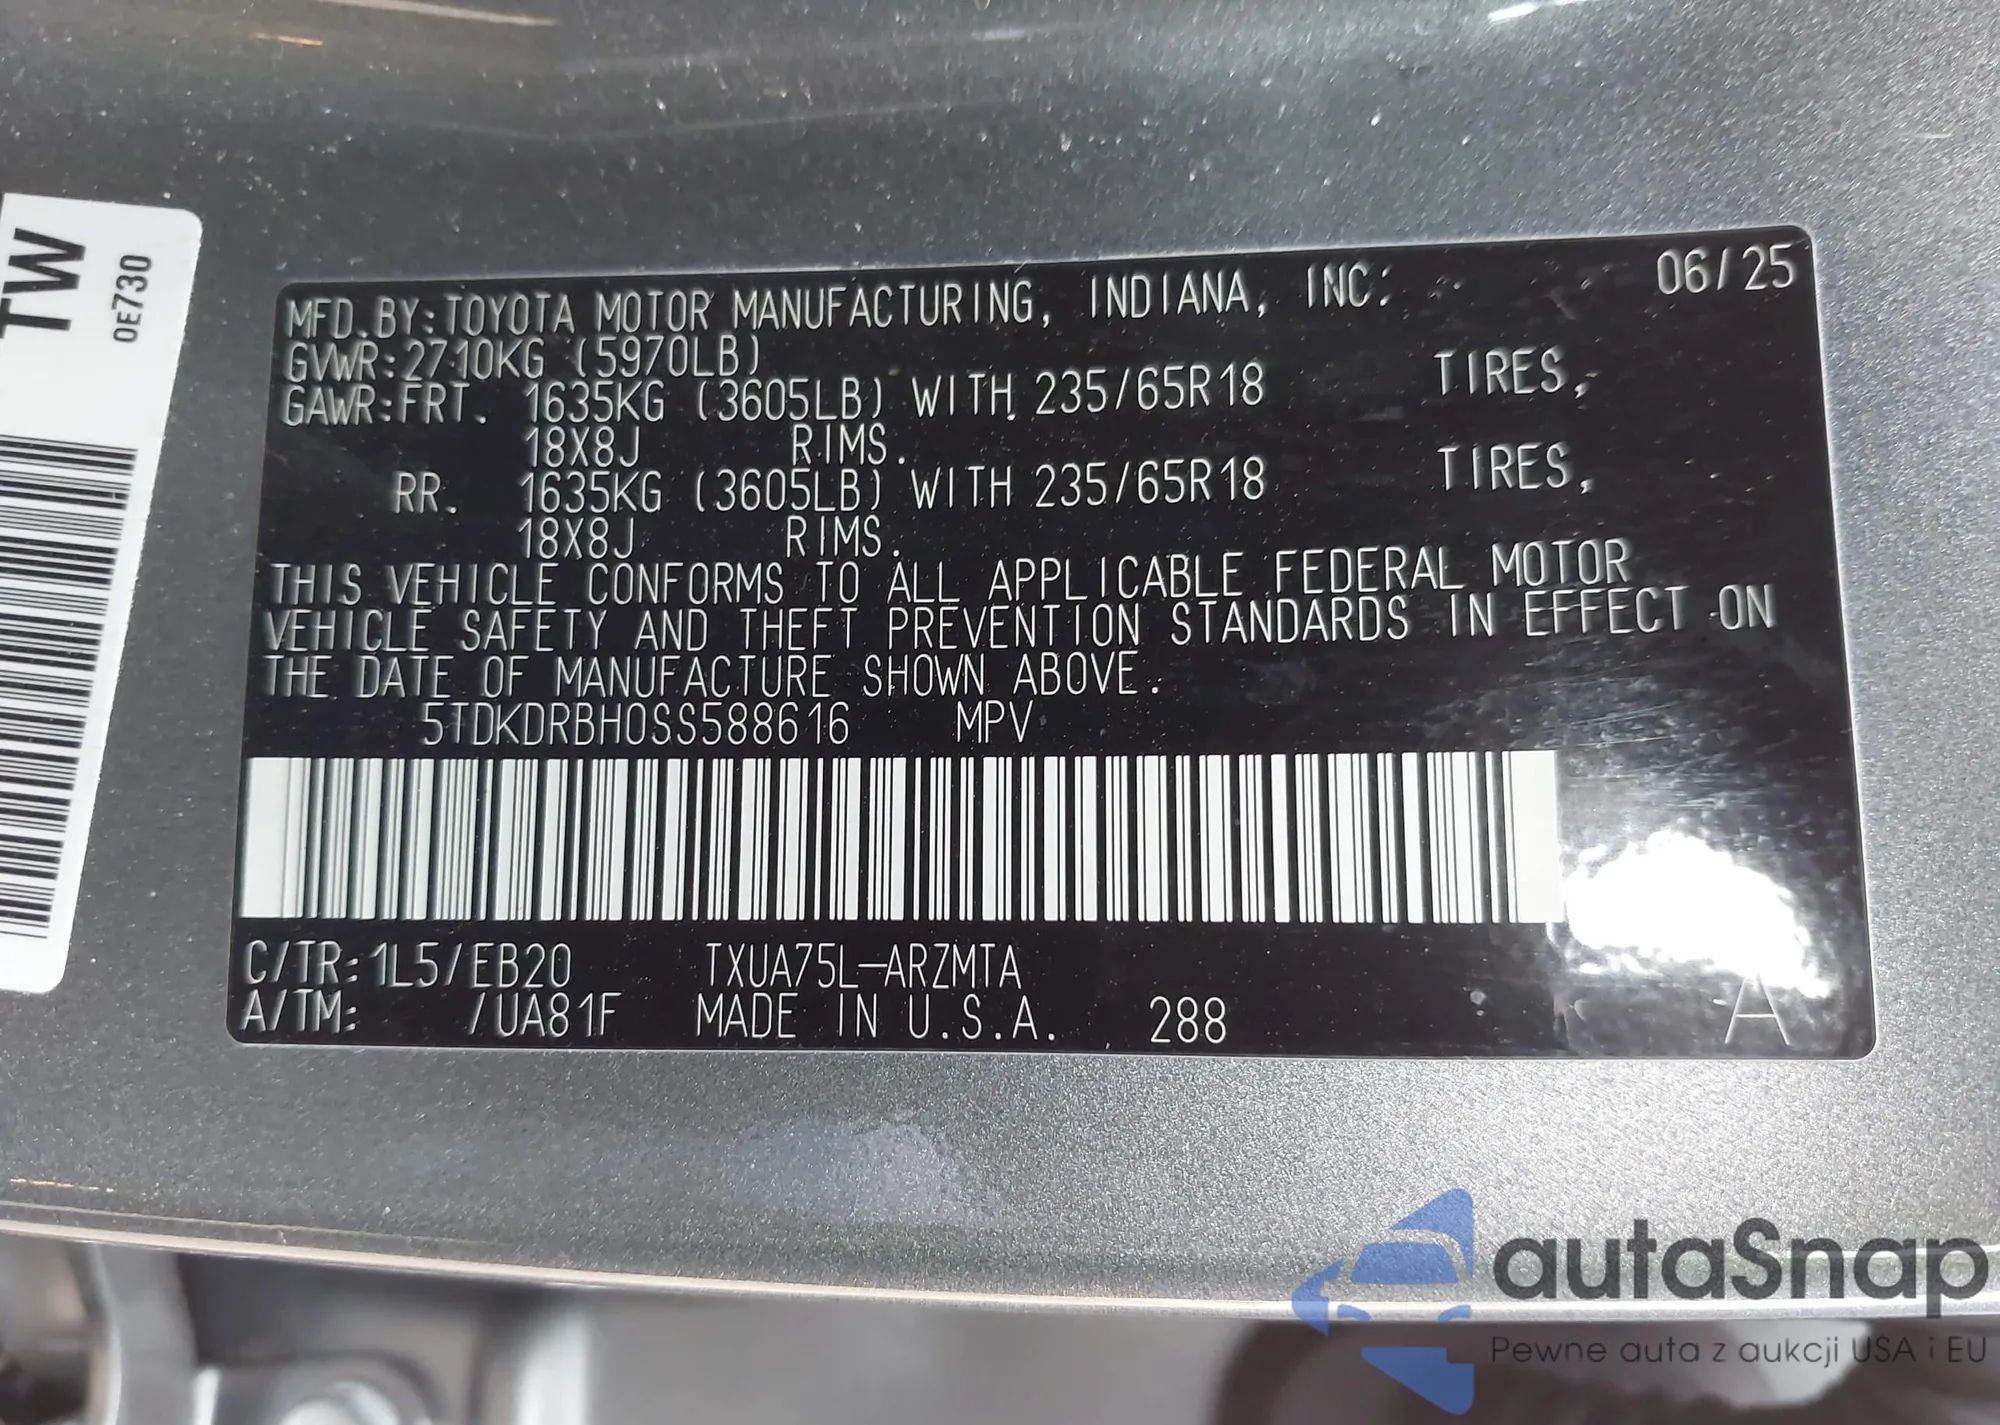 TW
0E730
MFD.BY:TOYOTA MOTOR MANUFACTURING, INDIANA, INC: 06/25
GVWR:2710KG (5970LB)
GAWR:FRT. 1635KG (3605LB) WITH 235/65R18 TIRES,
18X8J RIMS.
RR. 1635KG (3605LB) WITH 235/65R18 TIRES,
18X8J RIMS.
THIS VEHICLE CONFORMS TO ALL APPLICABLE FEDERAL MOTOR
VEHICLE SAFETY AND THEFT PREVENTION STANDARDS IN EFFECT ON
THE DATE OF MANUFACTURE SHOWN ABOVE.
5TDKDRBH0SS588616 MPV
C/TR:1L5/EB20 TXUA75L-ARZMTA
A/TM: /UA81F MADE IN U.S.A. 288 A
autaSnap
Pewne auta z aukcji USA i EU